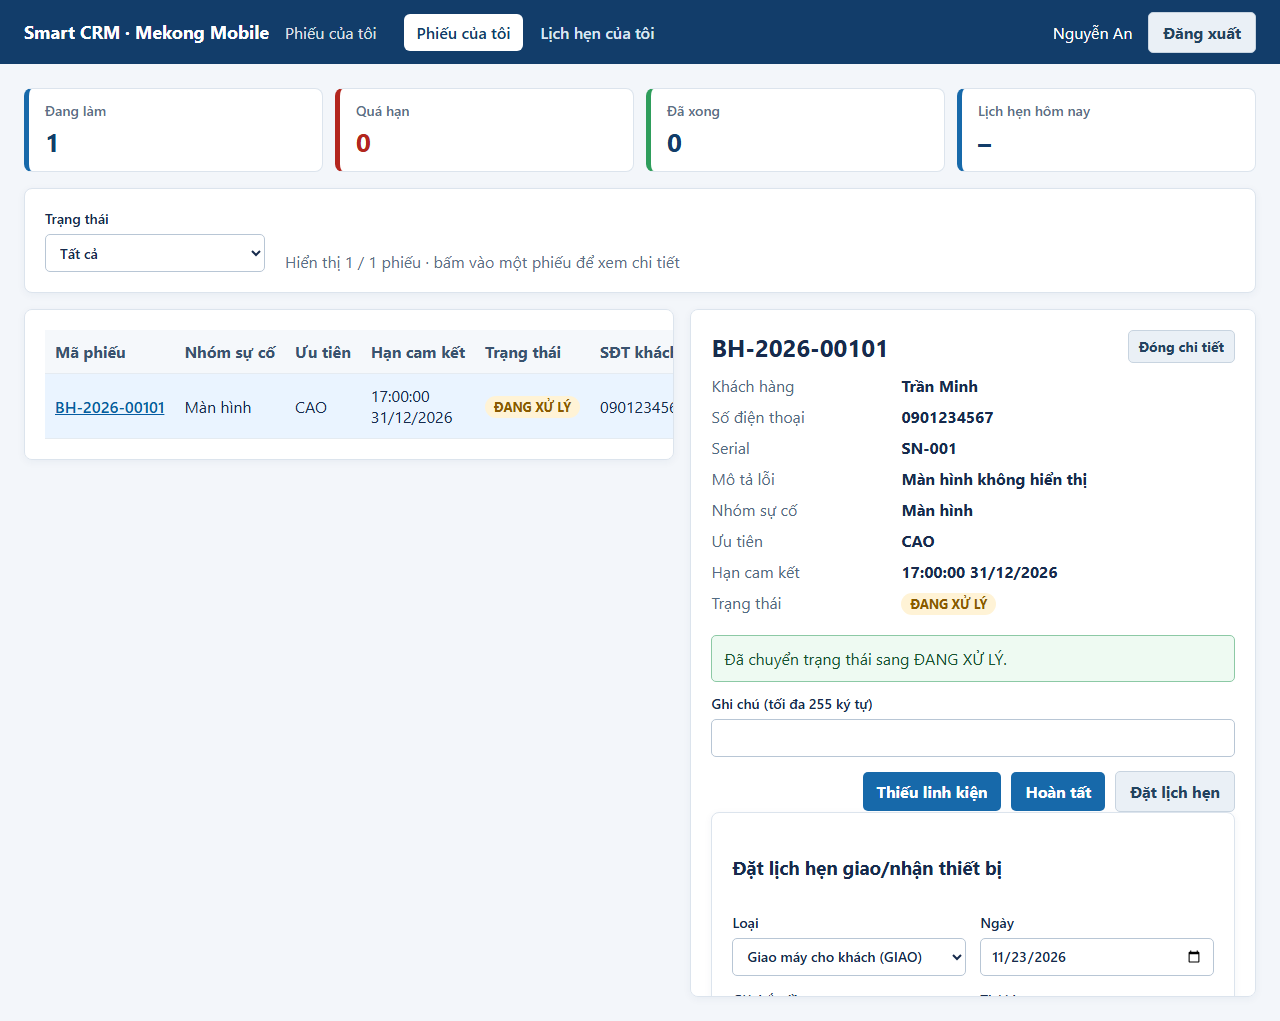 Smart CRM · Mekong Mobile Phiếu của tôi Phiếu của tôi Lịch hẹn của tôi Nguyễn An Đăng xuất
Đang làm
1
Quá hạn
0
Đã xong
0
Lịch hẹn hôm nay
–
Trạng thái
Tất cả
Hiển thị 1 / 1 phiếu · bấm vào một phiếu để xem chi tiết
Mã phiếu Nhóm sự cố Ưu tiên Hạn cam kết Trạng thái SĐT khách
BH-2026-00101 Màn hình CAO 17:00:00 31/12/2026 ĐANG XỬ LÝ 090123456
BH-2026-00101 Đóng chi tiết
Khách hàng Trần Minh
Số điện thoại 0901234567
Serial SN-001
Mô tả lỗi Màn hình không hiển thị
Nhóm sự cố Màn hình
Ưu tiên CAO
Hạn cam kết 17:00:00 31/12/2026
Trạng thái ĐANG XỬ LÝ
Đã chuyển trạng thái sang ĐANG XỬ LÝ.
Ghi chú (tối đa 255 ký tự)
Thiếu linh kiện Hoàn tất Đặt lịch hẹn
Đặt lịch hẹn giao/nhận thiết bị
Loại Ngày
Giao máy cho khách (GIAO) 11/23/2026